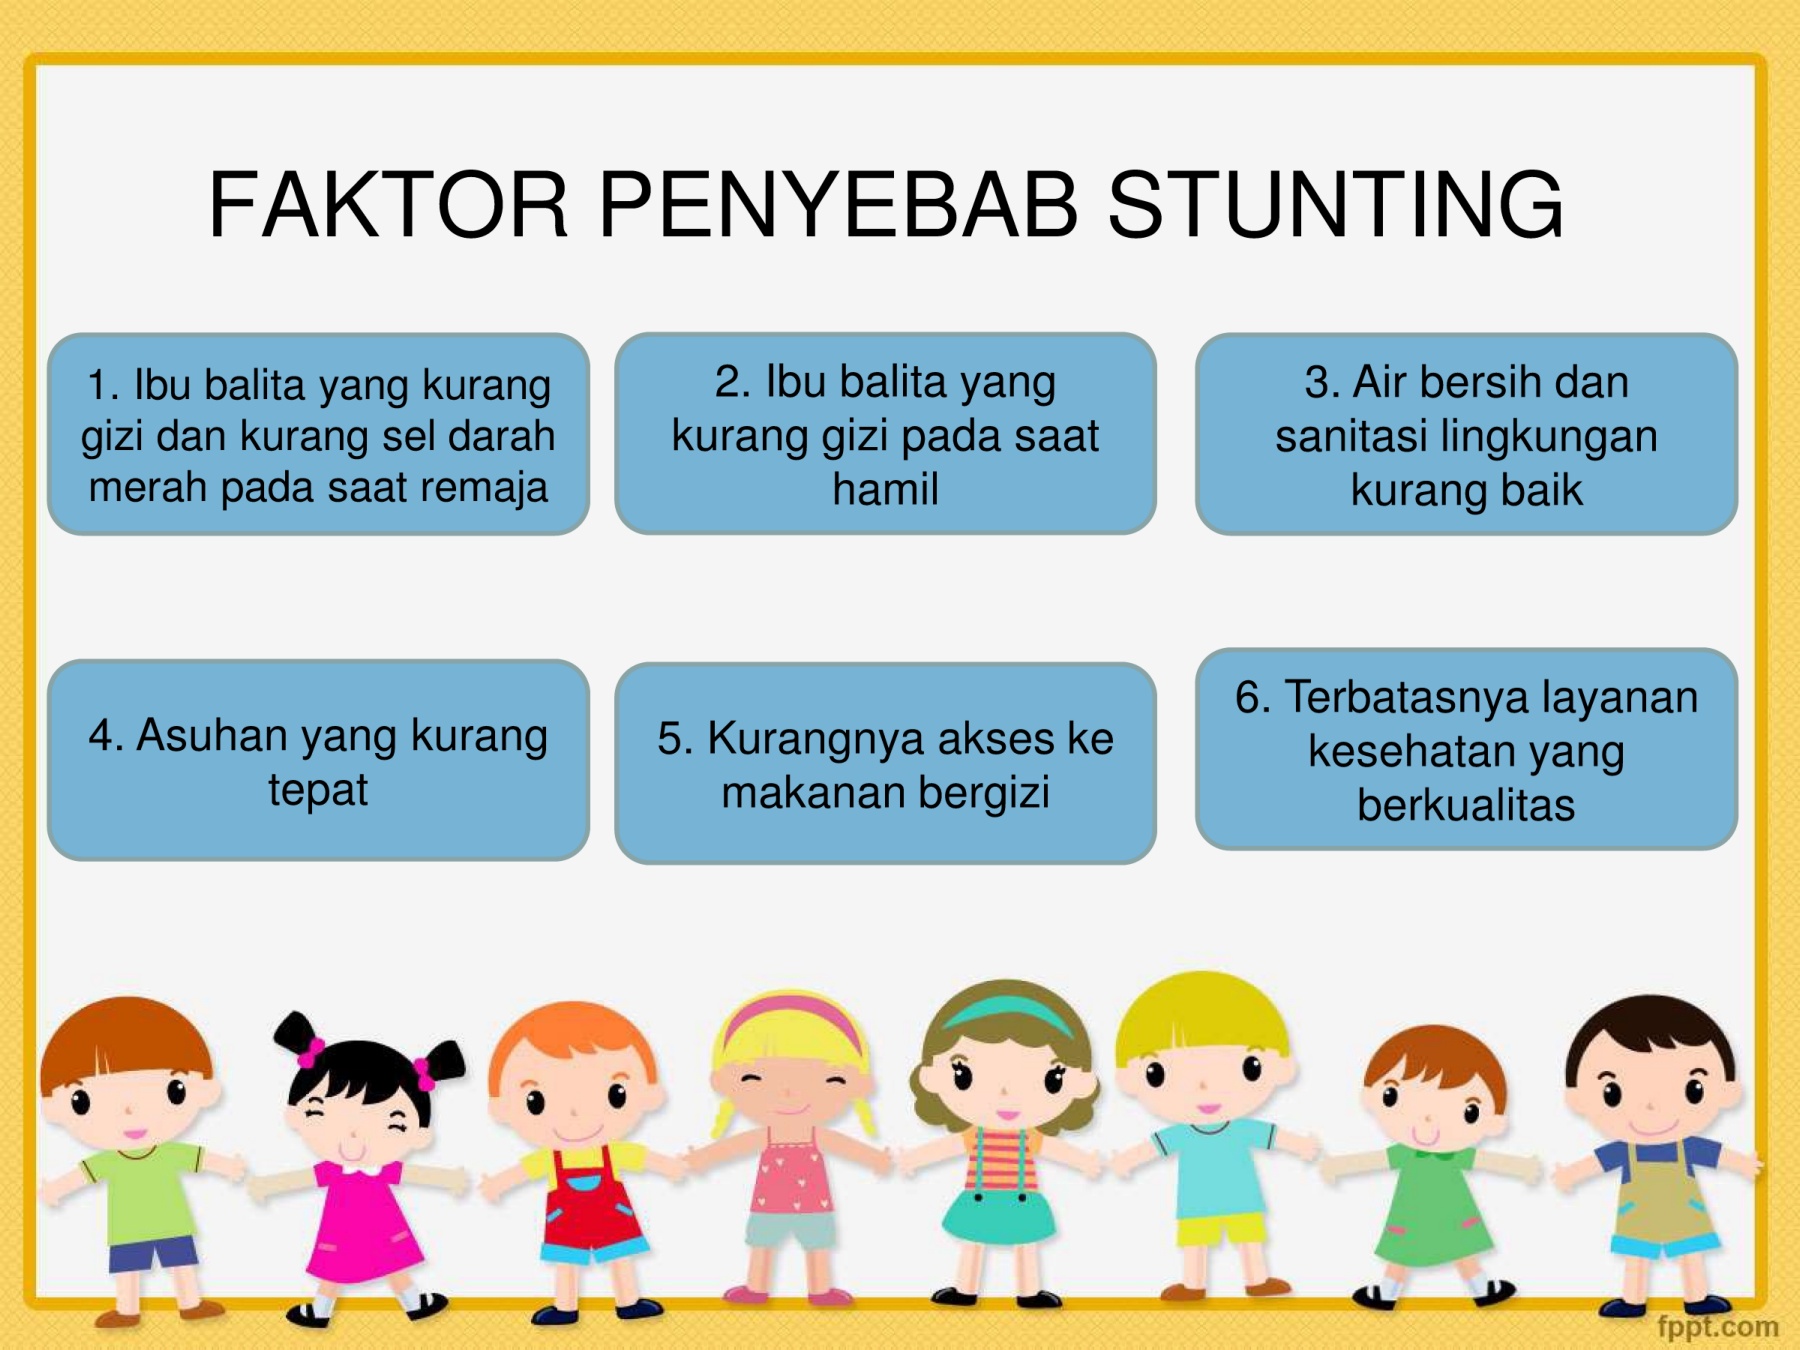 FAKTOR PENYEBAB STUNTING
1. Ibu balita yang kurang
gizi dan kurang sel darah
merah pada saat remaja
2. Ibu balita yang
kurang gizi pada saat
hamil
3. Air bersih dan
sanitasi lingkungan
kurang baik
4. Asuhan yang kurang
tepat
5. Kurangnya akses ke
makanan bergizi
6. Terbatasnya layanan
kesehatan yang
berkualitas
fppt.com